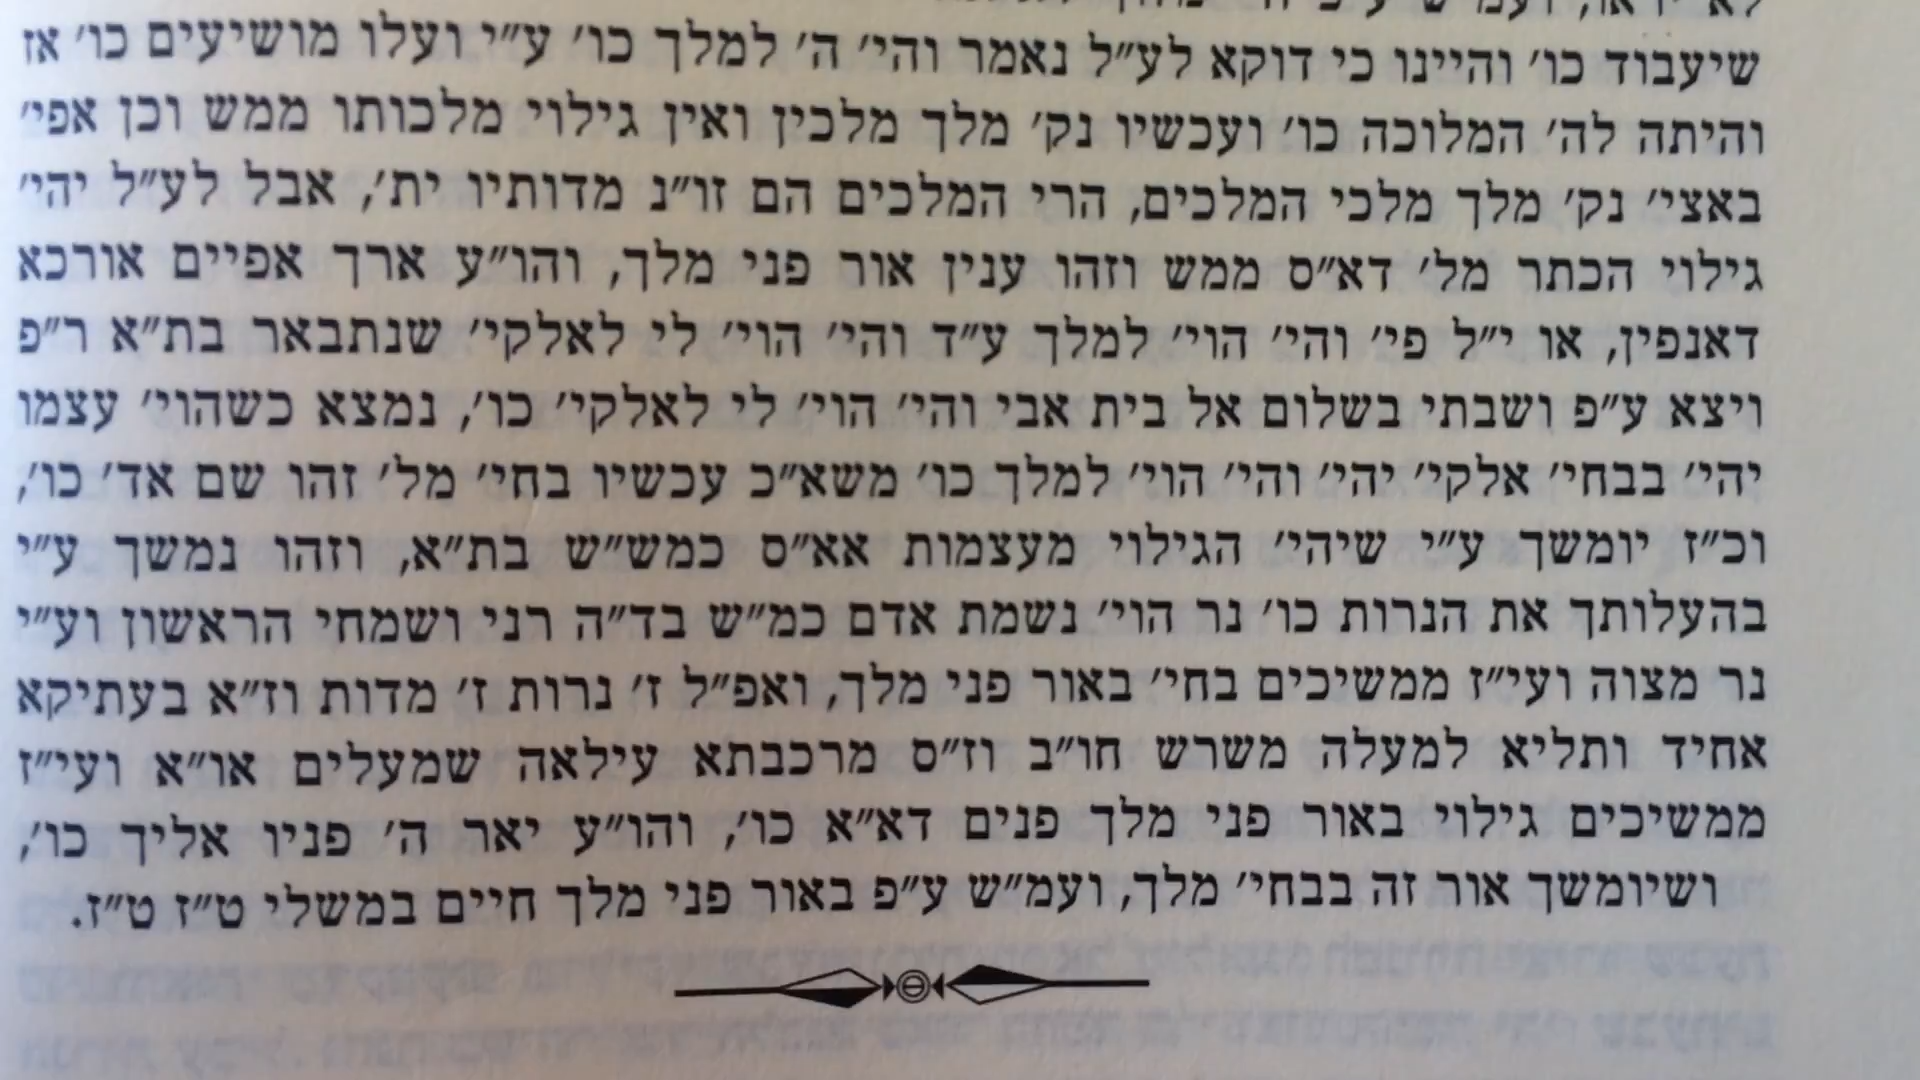 שיעבוד כו׳ והיינו כי דוקא לע״ל נאמר והי׳ ה׳ למלך כו׳ ע״י ועלו מושיעים כו׳ אז
והיתה לה׳ המלוכה כו׳ ועכשיו נק׳ מלך מלכין ואין גילוי מלכותו ממש וכן אפי׳
באצי׳ נק׳ מלך מלכי המלכים, הרי המלכים הם זו״נ מדותיו ית׳, אבל לע״ל יהי׳
גילוי הכתר מל׳ דא״ס ממש וזהו ענין אור פני מלך, והו״ע ארך אפיים אורכא
דאנפין, או י״ל פי׳ והי׳ הוי׳ למלך ע״ד והי׳ הוי׳ לי לאלקי׳ שנתבאר בת״א ר״פ
ויצא ע״פ ושבתי בשלום אל בית אבי והי׳ הוי׳ לי לאלקי׳ כו׳, נמצא כשהוי׳ עצמו
יהי׳ בבחי׳ אלקי׳ יהי׳ והי׳ הוי׳ למלך כו׳ משא״כ עכשיו בחי׳ מל׳ זהו שם אד׳ כו׳,
וכ״ז יומשך ע״י שיהי׳ הגילוי מעצמות אא״ס כמש״ש בת״א, וזהו נמשך ע״י
בהעלותך את הנרות כו׳ נר הוי׳ נשמת אדם כמ״ש בד״ה רני ושמחי הראשון וע״י
נר מצוה ועי״ז ממשיכים בחי׳ באור פני מלך, ואפ״ל ז׳ נרות ז׳ מדות וז״א בעתיקא
אחיד ותליא למעלה משרש חו״ב וז״ס מרכבתא עילאה שמעלים או״א ועי״ז
ממשיכים גילוי באור פני מלך פנים דא״א כו׳, והו״ע יאר ה׳ פניו אליך כו׳,
ושיומשך אור זה בבחי׳ מלך, ועמ״ש ע״פ באור פני מלך חיים במשלי ט״ז ט״ז.